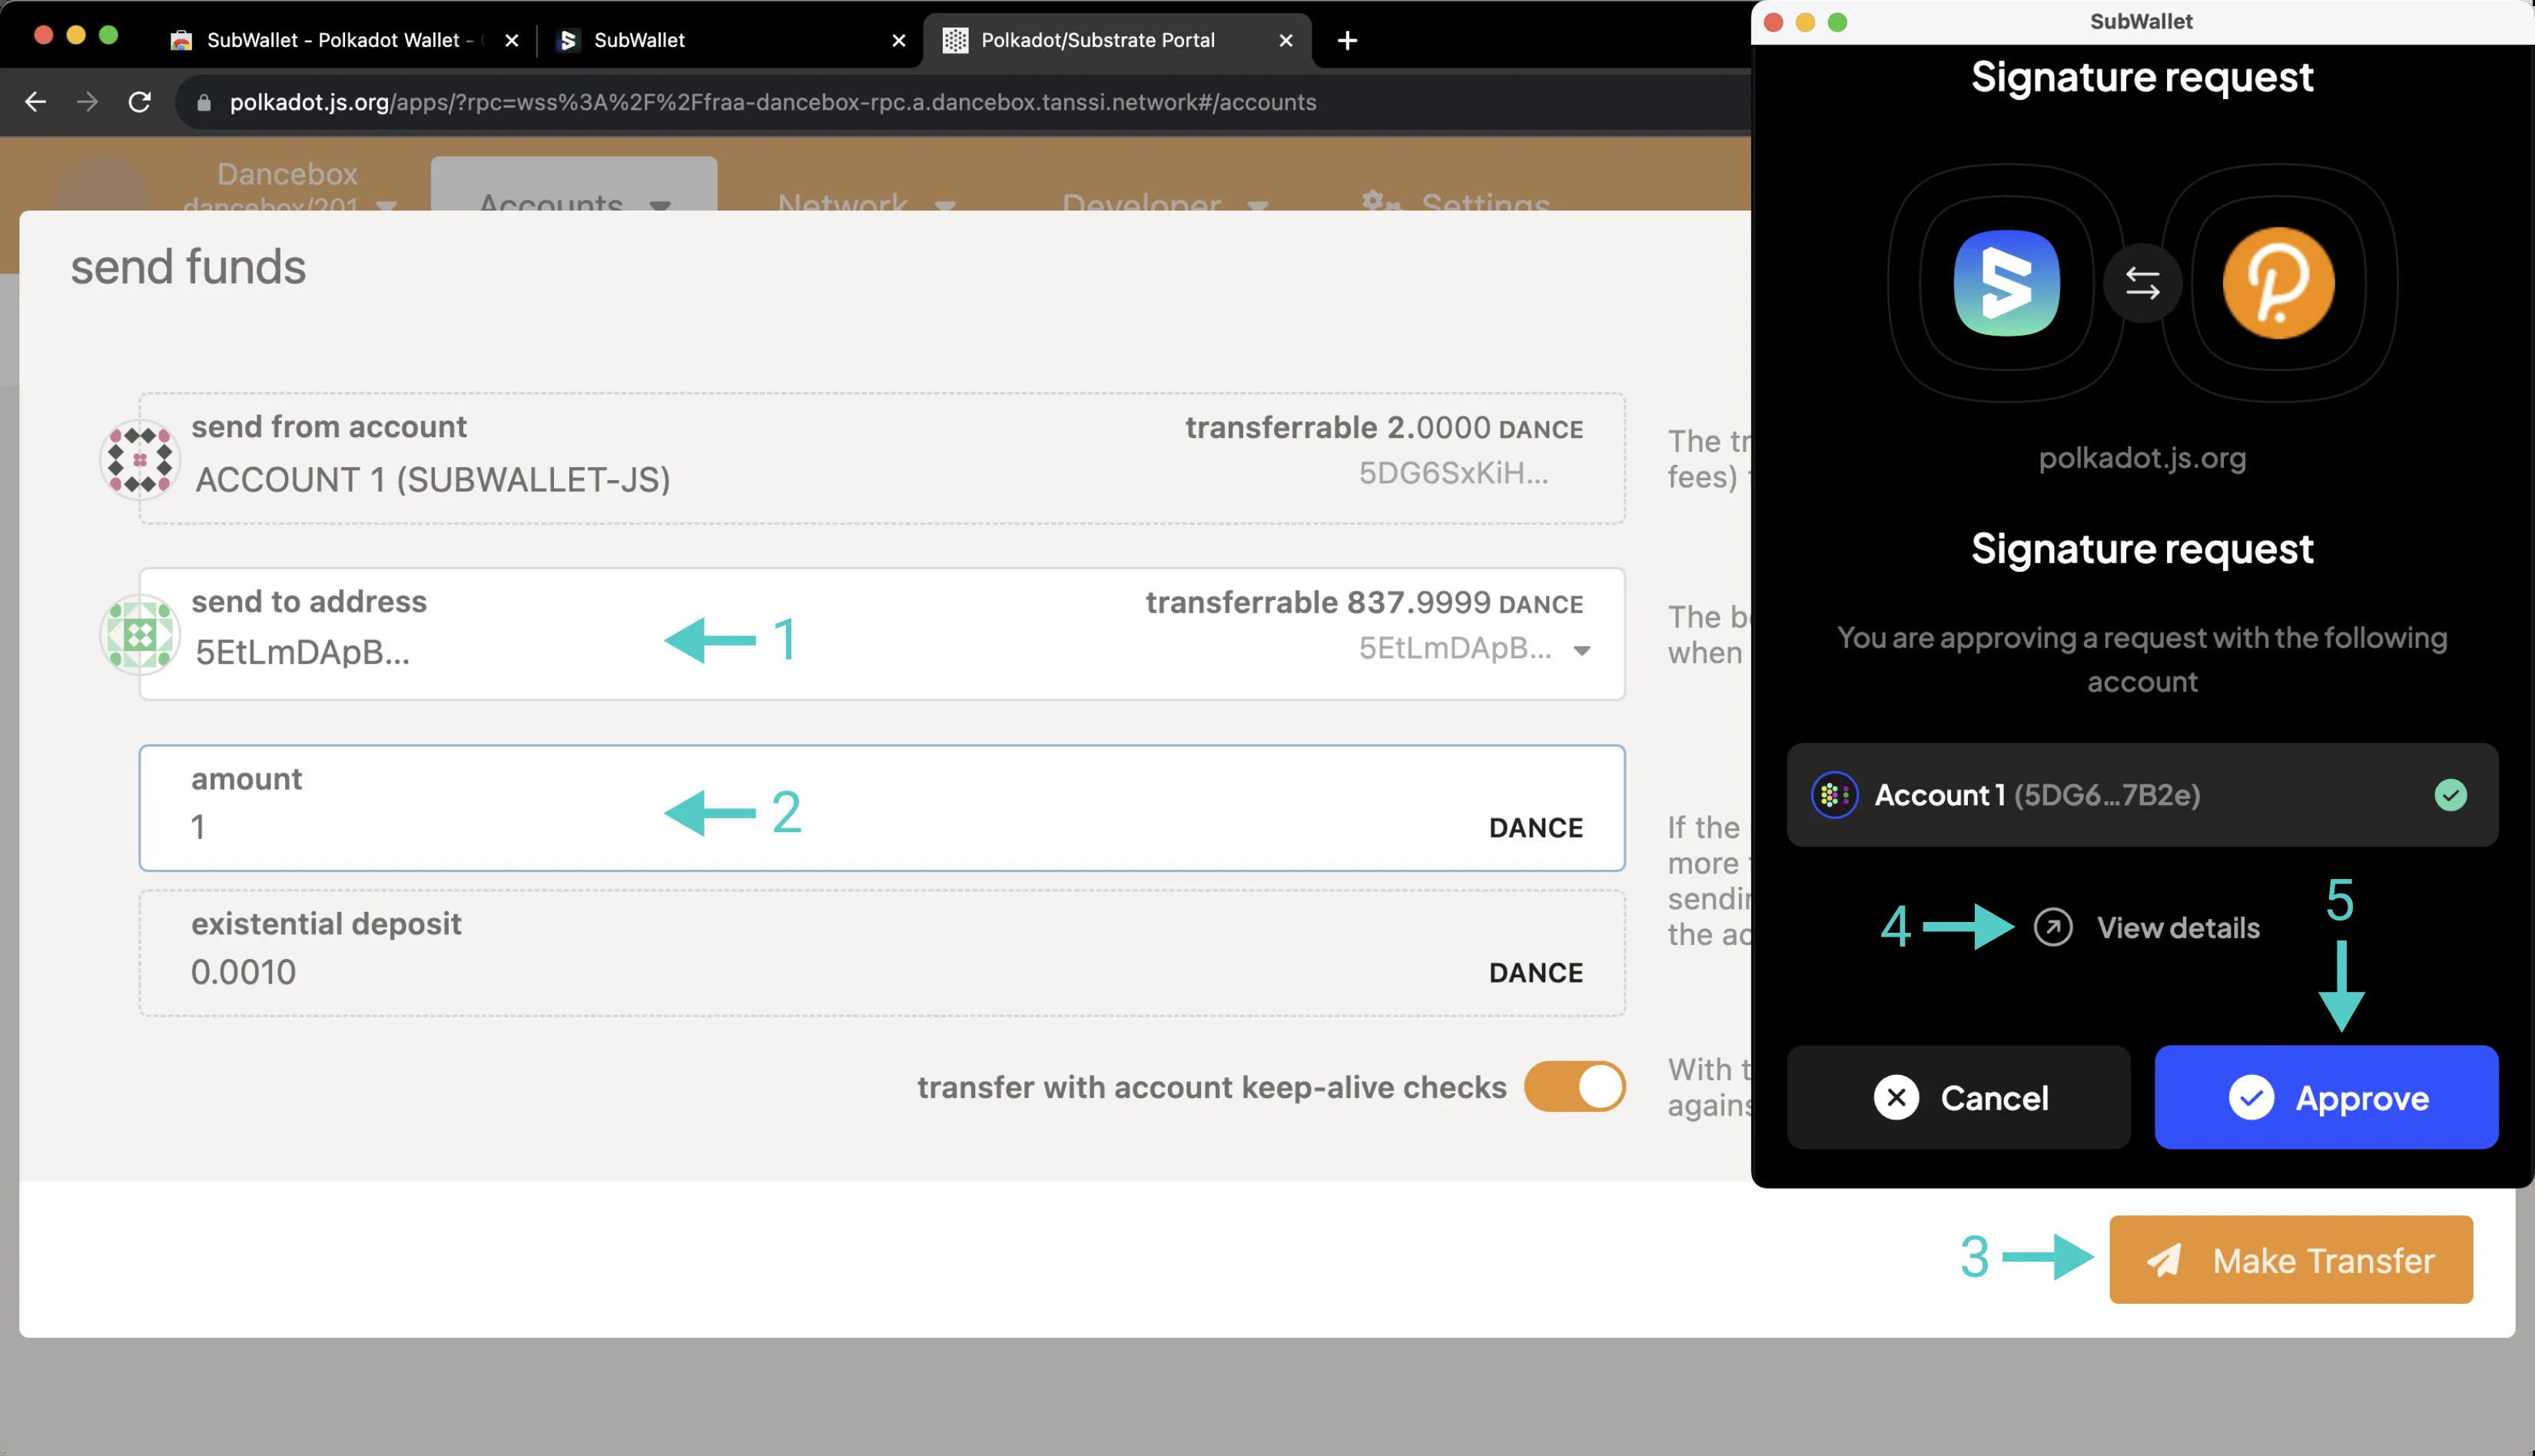 SubWallet - Polkadot Wallet -
SubWallet
Polkadot/Substrate Portal
polkadot.js.org/apps/?rpc=wss%3A%2F%2Ffraa-dancebox-rpc.a.dancebox.tanssi.network#/accounts
Dancebox
dancebox/201
Accounts
Network
Developer
Settings
send funds
send from account
ACCOUNT 1 (SUBWALLET-JS)
transferrable 2.0000 DANCE
5DG6SxKiH...
send to address
5EtLmDApB...
1
transferrable 837.9999 DANCE
5EtLmDApB...
amount
1
2
DANCE
existential deposit
0.0010
DANCE
transfer with account keep-alive checks
The tr
fees)
The b
when
If the
more
sendi
the ac
With t
agains
3
Make Transfer
SubWallet
Signature request
polkadot.js.org
Signature request
You are approving a request with the following
account
Account 1 (5DG6...7B2e)
4
View details
5
Cancel
Approve